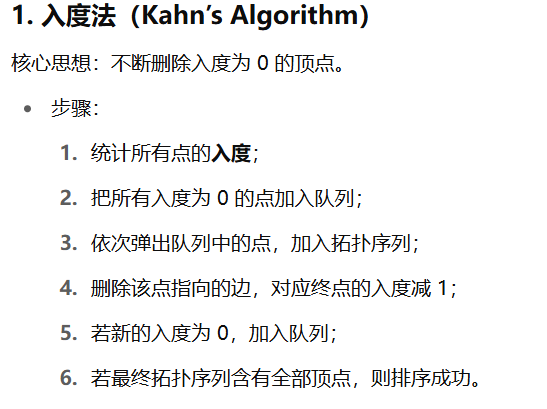 1. 入度法（Kahn’s Algorithm）
核心思想：不断删除入度为 0 的顶点。
• 步骤：
1. 统计所有点的入度；
2. 把所有入度为 0 的点加入队列；
3. 依次弹出队列中的点，加入拓扑序列；
4. 删除该点指向的边，对应终点的入度减 1；
5. 若新的入度为 0，加入队列；
6. 若最终拓扑序列含有全部顶点，则排序成功。